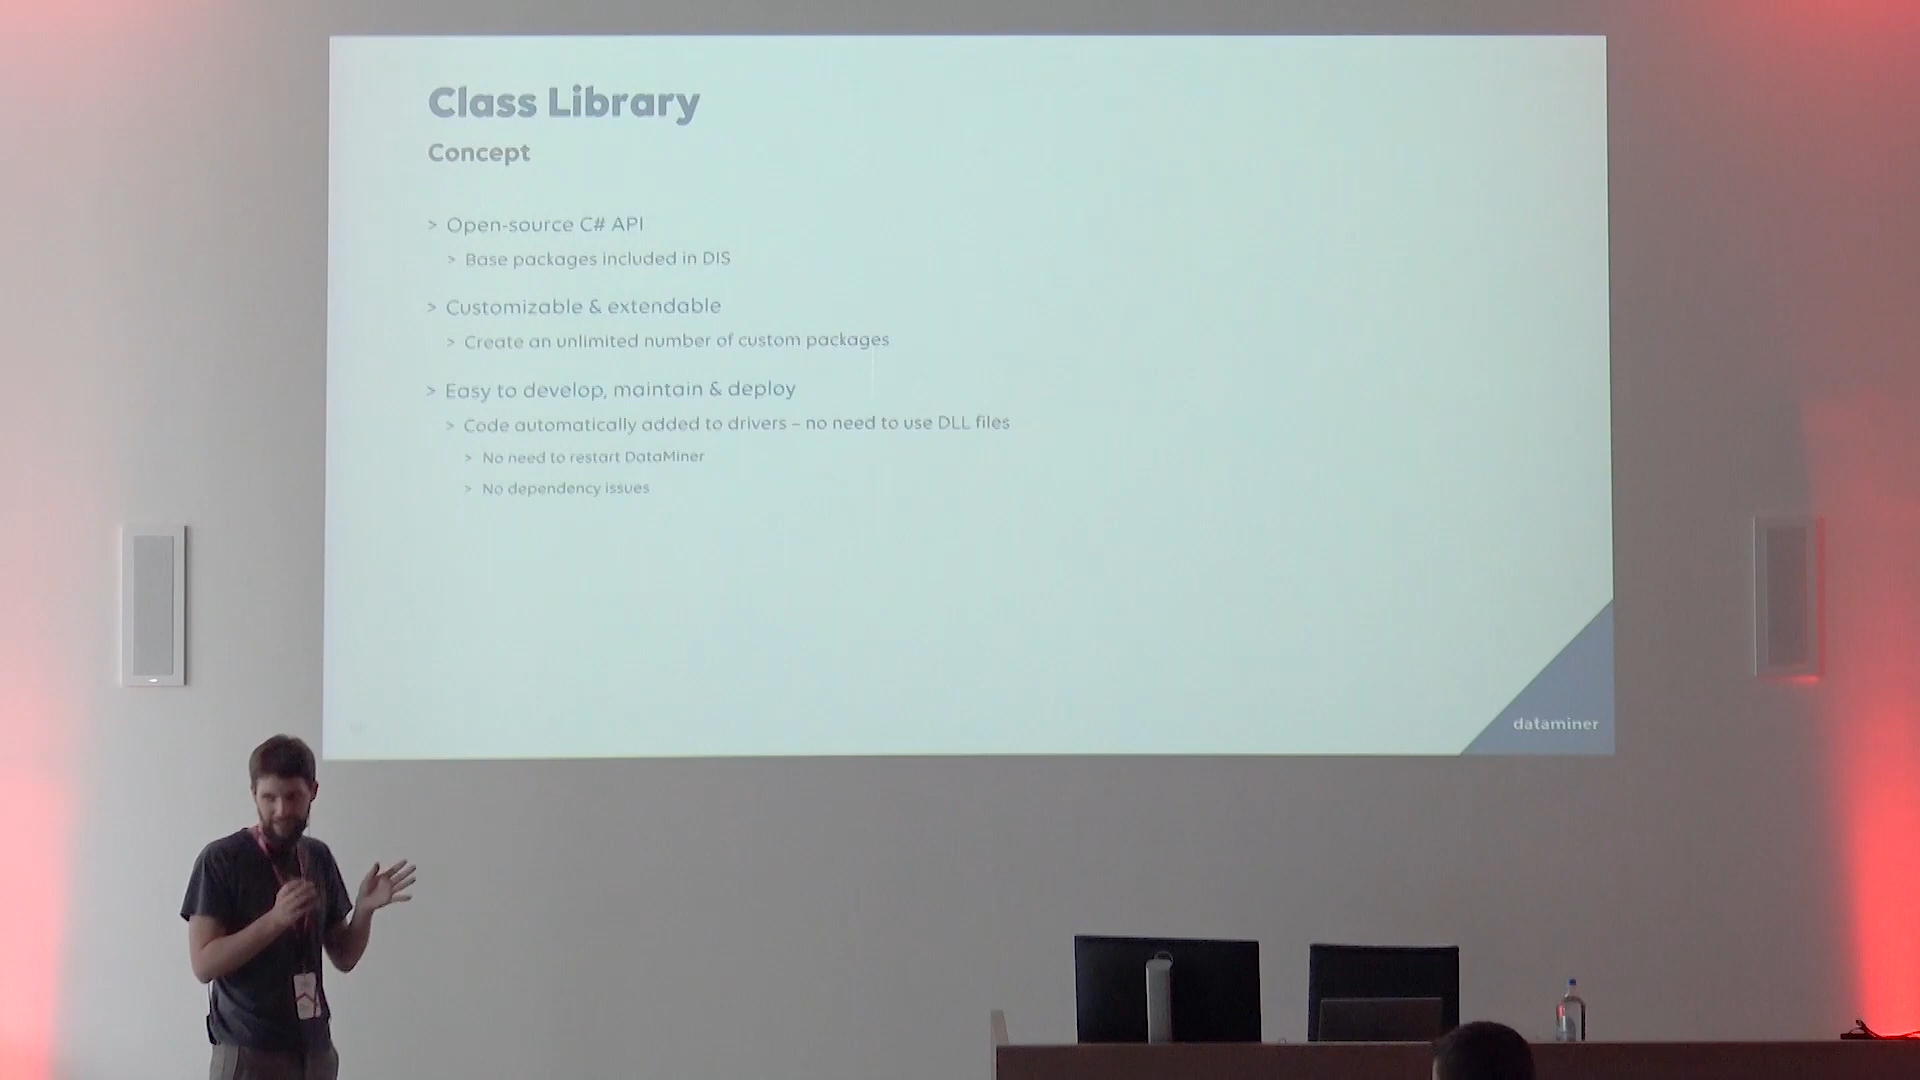 Class Library
Concept
> Open-source C# API
> Base packages included in DIS
> Customizable & extendable
> Create an unlimited number of custom packages
> Easy to develop, maintain & deploy
> Code automatically added to drivers – no need to use DLL files
> No need to restart DataMiner
> No dependency issues
dataminer